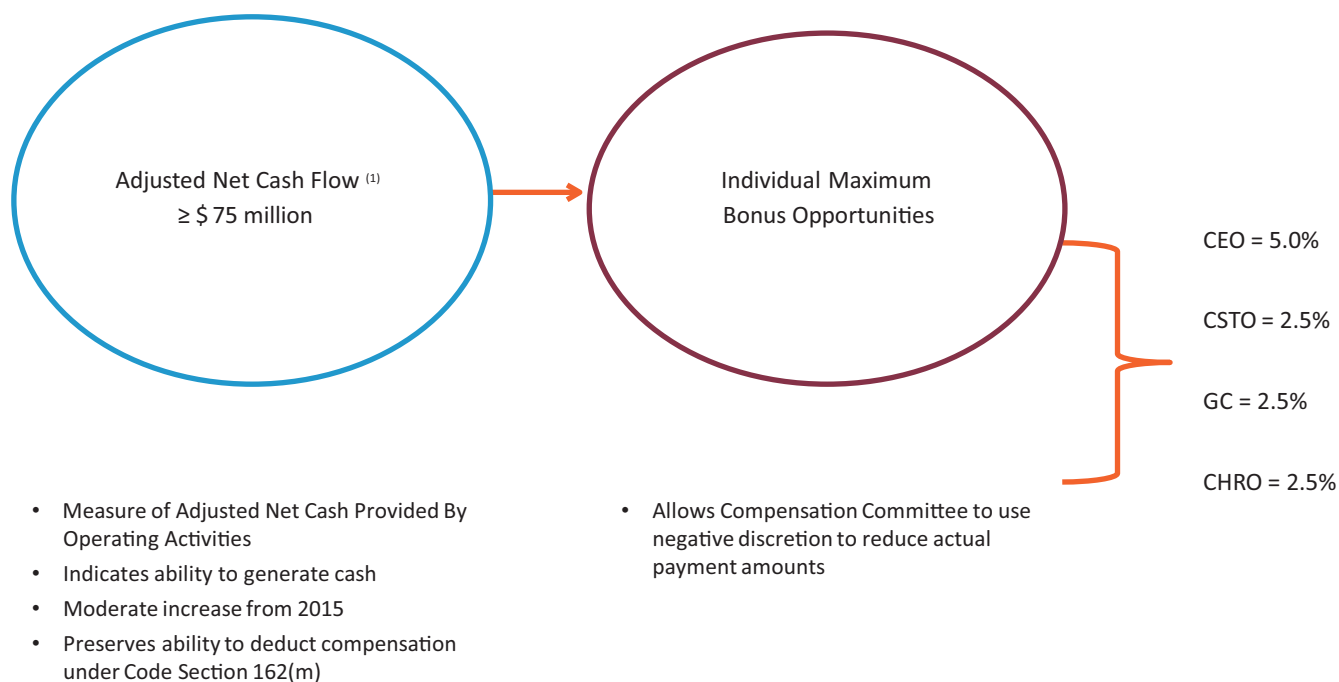 Adjusted Net Cash Flow (1)
≥ $ 75 million
Individual Maximum
Bonus Opportunities
CEO = 5.0%
CSTO = 2.5%
GC = 2.5%
CHRO = 2.5%
• Measure of Adjusted Net Cash Provided By
Operating Activities
• Indicates ability to generate cash
• Moderate increase from 2015
• Preserves ability to deduct compensation
under Code Section 162(m)
• Allows Compensation Committee to use
negative discretion to reduce actual
payment amounts